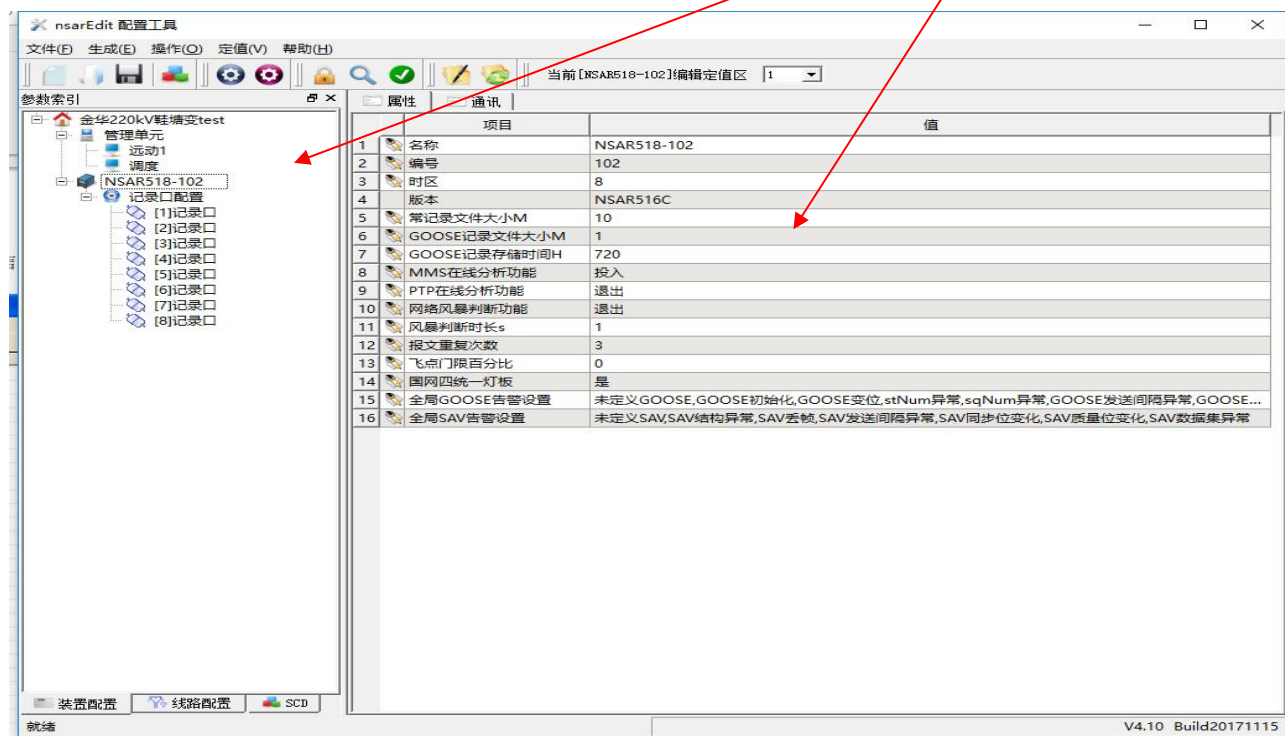 nsarEdit 配置工具
文件(F) 生成(E) 操作(O) 定值(V) 帮助(H)
当前[NSAR518-102]编辑定值区 1
参数索引
金华220kV鞋塘变test
管理单元
远动1
调度
NSAR518-102
记录口配置
[1]记录口
[2]记录口
[3]记录口
[4]记录口
[5]记录口
[6]记录口
[7]记录口
[8]记录口
装置配置 线路配置 SCD
属性 通讯
项目 值
1 名称 NSAR518-102
2 编号 102
3 时区 8
4 版本 NSAR516C
5 常记录文件大小M 10
6 GOOSE记录文件大小M 1
7 GOOSE记录存储时间H 720
8 MMS在线分析功能 投入
9 PTP在线分析功能 退出
10 网络风暴判断功能 退出
11 风暴判断时长s 1
12 报文重复次数 3
13 飞点门限百分比 0
14 国网四统一灯板 是
15 全局GOOSE告警设置 未定义GOOSE,GOOSE初始化,GOOSE变位,stNum异常,sqNum异常,GOOSE发送间隔异常,GOOSE...
16 全局SAV告警设置 未定义SAV,SAV结构异常,SAV丢帧,SAV发送间隔异常,SAV同步位变化,SAV质量位变化,SAV数据集异常
就绪
V4.10 Build20171115